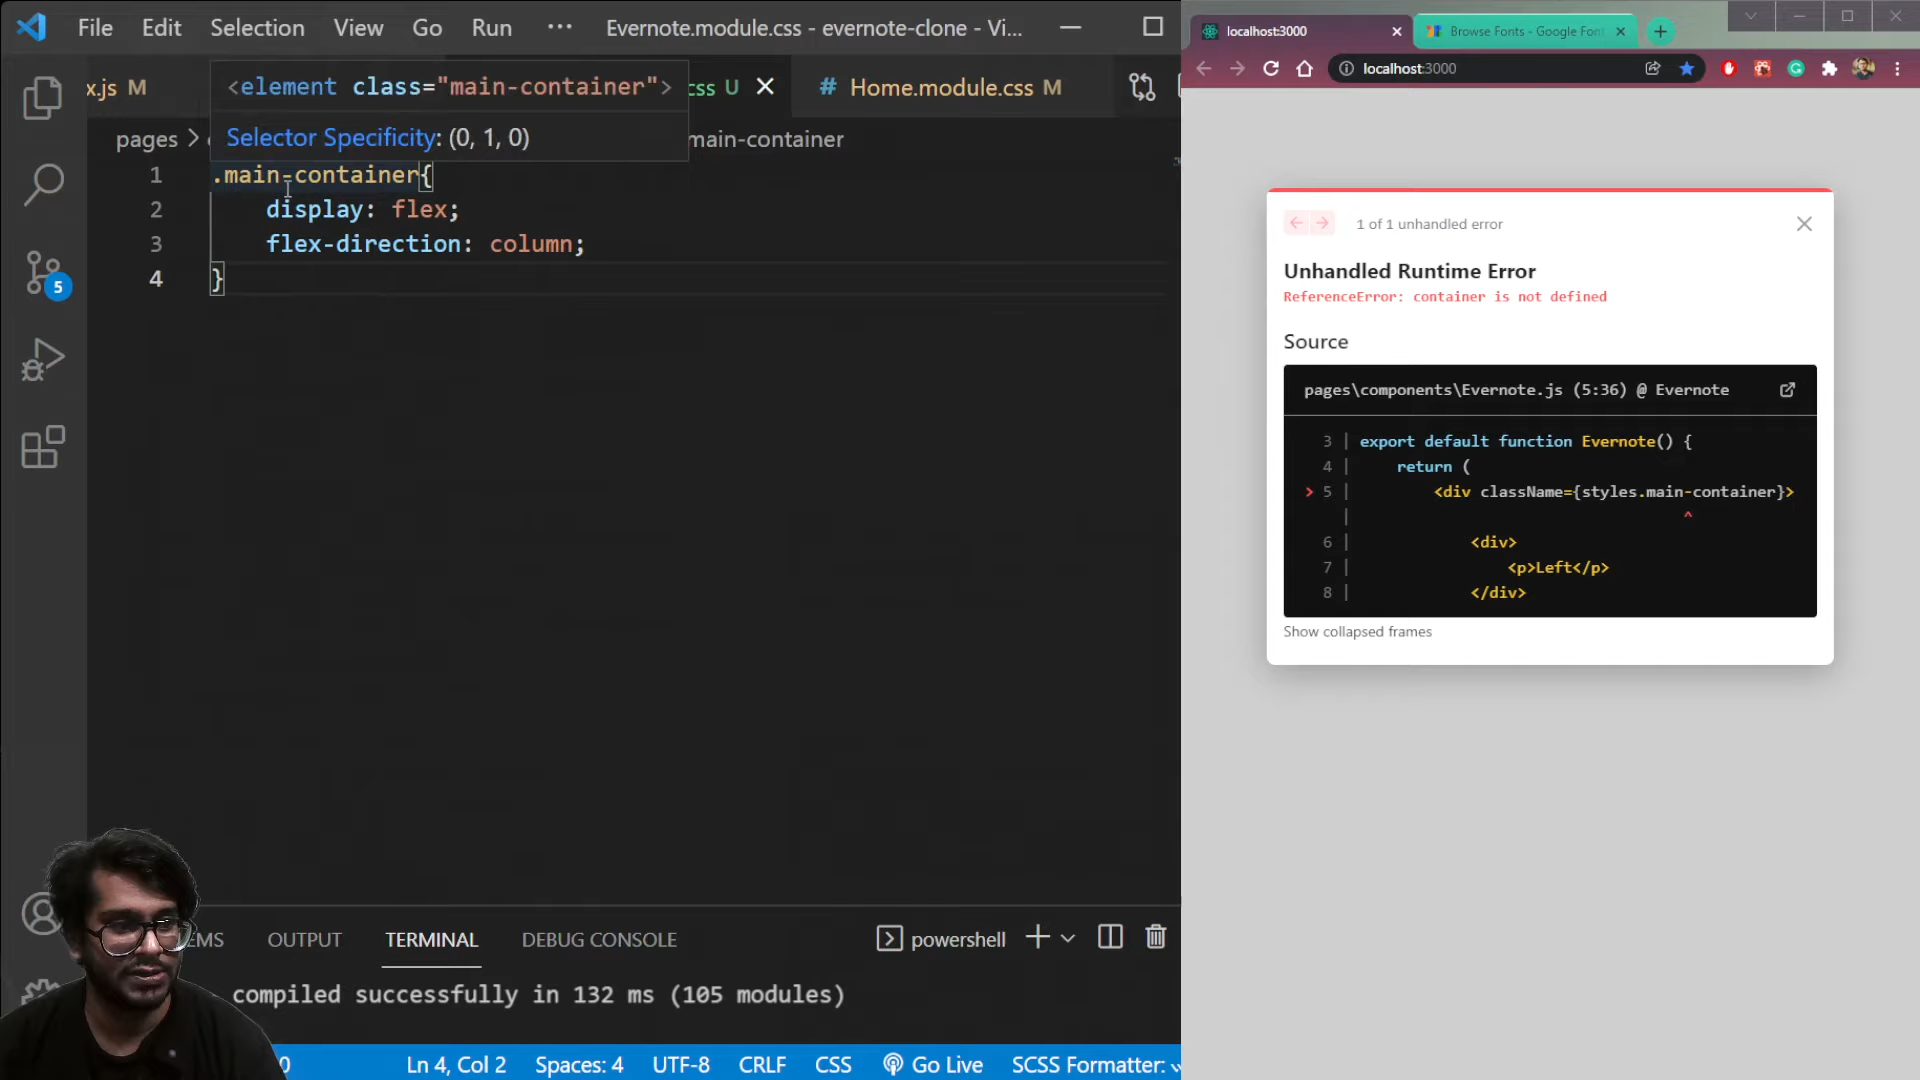 File Edit Selection View Go Run ··· Evernote.module.css - evernote-clone - Vi...
x.js M
<element class="main-container">
css U
# Home.module.css M
pages >
Selector Specificity: (0, 1, 0)
main-container
1 .main-container{
2 display: flex;
3 flex-direction: column;
4 }
5
EMS OUTPUT TERMINAL DEBUG CONSOLE
powershell
compiled successfully in 132 ms (105 modules)
Ln 4, Col 2 Spaces: 4 UTF-8 CRLF CSS Go Live SCSS Formatter:
localhost:3000
Browse Fonts - Google Fon
localhost:3000
1 of 1 unhandled error
Unhandled Runtime Error
ReferenceError: container is not defined
Source
pages\components\Evernote.js (5:36) @ Evernote
3 | export default function Evernote() {
4 | return (
> 5 | <div className={styles.main-container}>
| ^
6 | <div>
7 | <p>Left</p>
8 | </div>
Show collapsed frames